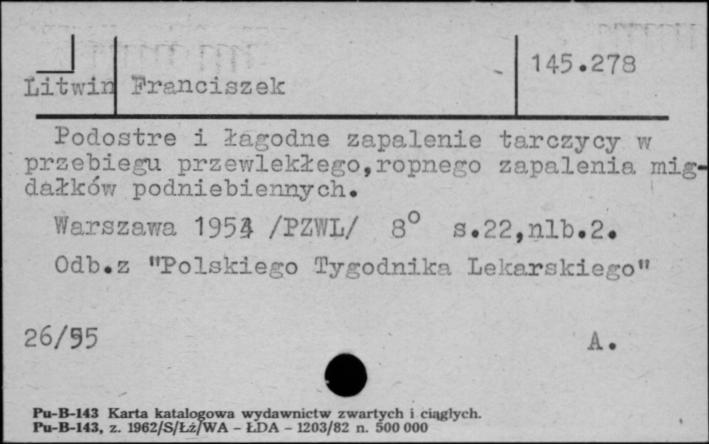 145.278
Litwin Franciszek
Podostre i łagodne zapalenie tarczycy w
przebiegu przewlekłego,ropnego zapalenia mig-
dałków podniebiennych.
Warszawa 1954 /PZWL/ 8° s.22,nlb.2.
Odb.z "Polskiego Tygodnika Lekarskiego"
26/55 A.
Pu-B-143 Karta katalogowa wydawnictw zwartych i ciągłych.
Pu-B-143, z. 1962/S/Łż/WA – ŁDA – 1203/82 n. 500 000